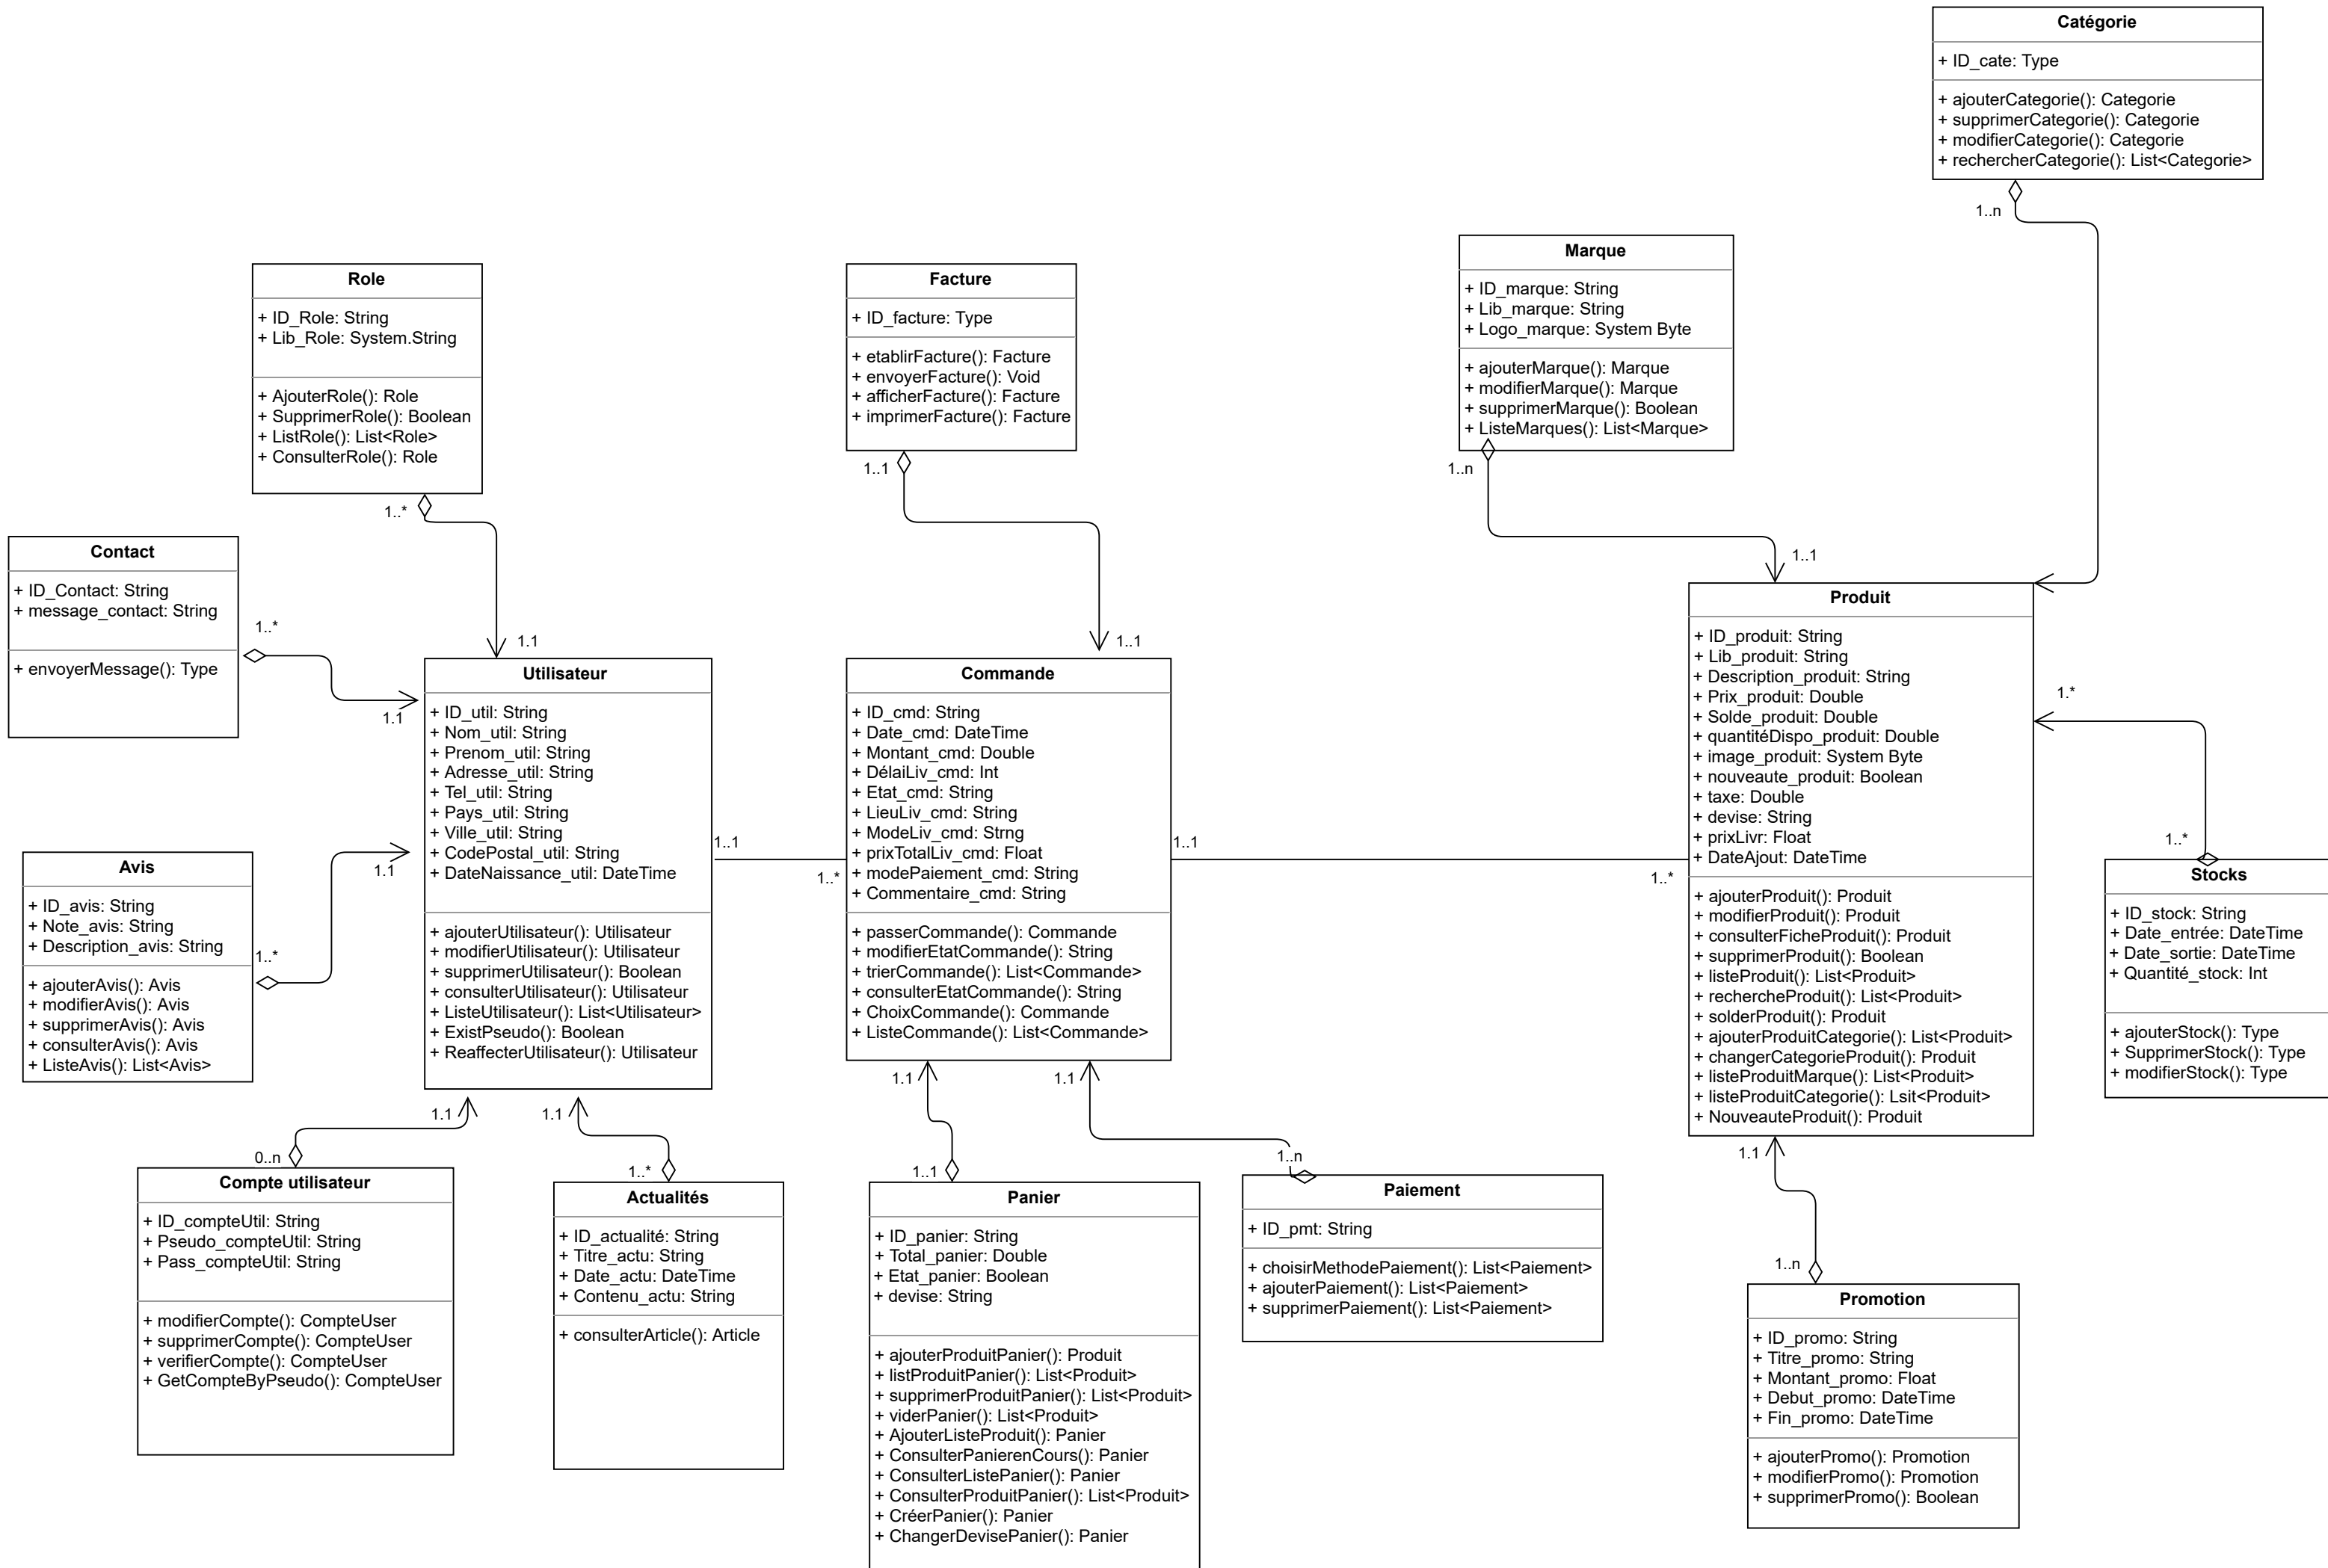 Catégorie
+ ID_cate: Type
+ ajouterCategorie(): Categorie
+ supprimerCategorie(): Categorie
+ modifierCategorie(): Categorie
+ rechercherCategorie(): List<Categorie>
1..n
Role
+ ID_Role: String
+ Lib_Role: System.String
+ AjouterRole(): Role
+ SupprimerRole(): Boolean
+ ListRole(): List<Role>
+ ConsulterRole(): Role
1..*
1.1
Facture
+ ID_facture: Type
+ etablirFacture(): Facture
+ envoyerFacture(): Void
+ afficherFacture(): Facture
+ imprimerFacture(): Facture
1..1
1..1
Marque
+ ID_marque: String
+ Lib_marque: String
+ Logo_marque: System Byte
+ ajouterMarque(): Marque
+ modifierMarque(): Marque
+ supprimerMarque(): Boolean
+ ListeMarques(): List<Marque>
1..n
1..1
Contact
+ ID_Contact: String
+ message_contact: String
+ envoyerMessage(): Type
1..*
1.1
Avis
+ ID_avis: String
+ Note_avis: String
+ Description_avis: String
+ ajouterAvis(): Avis
+ modifierAvis(): Avis
+ supprimerAvis(): Avis
+ consulterAvis(): Avis
+ ListeAvis(): List<Avis>
1..*
1.1
Utilisateur
+ ID_util: String
+ Nom_util: String
+ Prenom_util: String
+ Adresse_util: String
+ Tel_util: String
+ Pays_util: String
+ Ville_util: String
+ CodePostal_util: String
+ DateNaissance_util: DateTime
+ ajouterUtilisateur(): Utilisateur
+ modifierUtilisateur(): Utilisateur
+ supprimerUtilisateur(): Boolean
+ consulterUtilisateur(): Utilisateur
+ ListeUtilisateur(): List<Utilisateur>
+ ExistPseudo(): Boolean
+ ReaffecterUtilisateur(): Utilisateur
1..1
1..*
Commande
+ ID_cmd: String
+ Date_cmd: DateTime
+ Montant_cmd: Double
+ DélaiLiv_cmd: Int
+ Etat_cmd: String
+ LieuLiv_cmd: String
+ ModeLiv_cmd: Strng
+ prixTotalLiv_cmd: Float
+ modePaiement_cmd: String
+ Commentaire_cmd: String
+ passerCommande(): Commande
+ modifierEtatCommande(): String
+ trierCommande(): List<Commande>
+ consulterEtatCommande(): String
+ ChoixCommande(): Commande
+ ListeCommande(): List<Commande>
1..1
1..*
Produit
+ ID_produit: String
+ Lib_produit: String
+ Description_produit: String
+ Prix_produit: Double
+ Solde_produit: Double
+ quantitéDispo_produit: Double
+ image_produit: System Byte
+ nouveaute_produit: Boolean
+ taxe: Double
+ devise: String
+ prixLivr: Float
+ DateAjout: DateTime
+ ajouterProduit(): Produit
+ modifierProduit(): Produit
+ consulterFicheProduit(): Produit
+ supprimerProduit(): Boolean
+ listeProduit(): List<Produit>
+ rechercheProduit(): List<Produit>
+ solderProduit(): Produit
+ ajouterProduitCategorie(): List<Produit>
+ changerCategorieProduit(): Produit
+ listeProduitMarque(): List<Produit>
+ listeProduitCategorie(): Lsit<Produit>
+ NouveauteProduit(): Produit
1.*
1..*
Stocks
+ ID_stock: String
+ Date_entrée: DateTime
+ Date_sortie: DateTime
+ Quantité_stock: Int
+ ajouterStock(): Type
+ SupprimerStock(): Type
+ modifierStock(): Type
1.1
0..n
Compte utilisateur
+ ID_compteUtil: String
+ Pseudo_compteUtil: String
+ Pass_compteUtil: String
+ modifierCompte(): CompteUser
+ supprimerCompte(): CompteUser
+ verifierCompte(): CompteUser
+ GetCompteByPseudo(): CompteUser
1.1
1..*
Actualités
+ ID_actualité: String
+ Titre_actu: String
+ Date_actu: DateTime
+ Contenu_actu: String
+ consulterArticle(): Article
1.1
1..1
Panier
+ ID_panier: String
+ Total_panier: Double
+ Etat_panier: Boolean
+ devise: String
+ ajouterProduitPanier(): Produit
+ listProduitPanier(): List<Produit>
+ supprimerProduitPanier(): List<Produit>
+ viderPanier(): List<Produit>
+ AjouterListeProduit(): Panier
+ ConsulterPanierenCours(): Panier
+ ConsulterListePanier(): Panier
+ ConsulterProduitPanier(): List<Produit>
+ CréerPanier(): Panier
+ ChangerDevisePanier(): Panier
1.1
1..n
Paiement
+ ID_pmt: String
+ choisirMethodePaiement(): List<Paiement>
+ ajouterPaiement(): List<Paiement>
+ supprimerPaiement(): List<Paiement>
1.1
1..n
Promotion
+ ID_promo: String
+ Titre_promo: String
+ Montant_promo: Float
+ Debut_promo: DateTime
+ Fin_promo: DateTime
+ ajouterPromo(): Promotion
+ modifierPromo(): Promotion
+ supprimerPromo(): Boolean